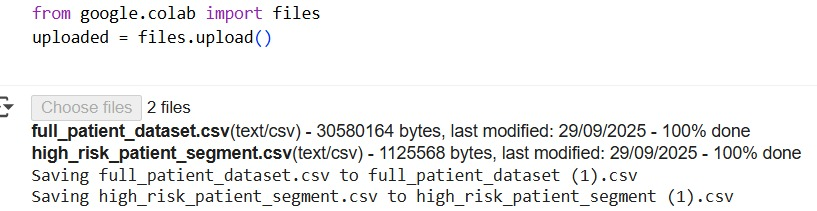 from google.colab import files
uploaded = files.upload()
Choose files 2 files
full_patient_dataset.csv(text/csv) - 30580164 bytes, last modified: 29/09/2025 - 100% done
high_risk_patient_segment.csv(text/csv) - 1125568 bytes, last modified: 29/09/2025 - 100% done
Saving full_patient_dataset.csv to full_patient_dataset (1).csv
Saving high_risk_patient_segment.csv to high_risk_patient_segment (1).csv